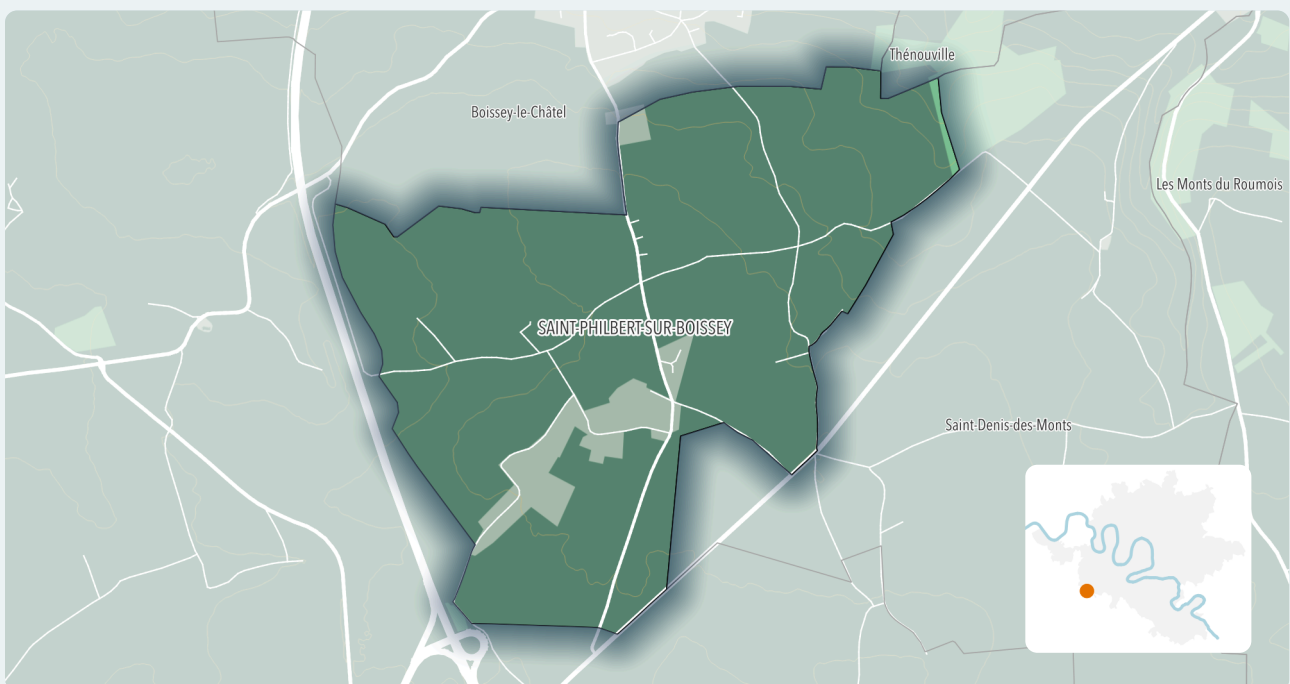 Thénouville
Boissey-le-Châtel
Les Monts du Roumois
SAINT-PHILBERT-SUR-BOISSEY
Saint-Denis-des-Monts